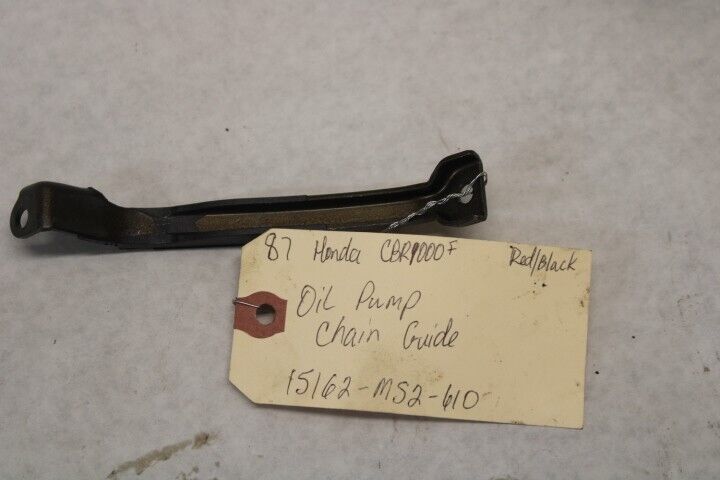 87 Honda CBR1000F Red/Black
Oil Pump
Chain Guide
15162-MS2-610